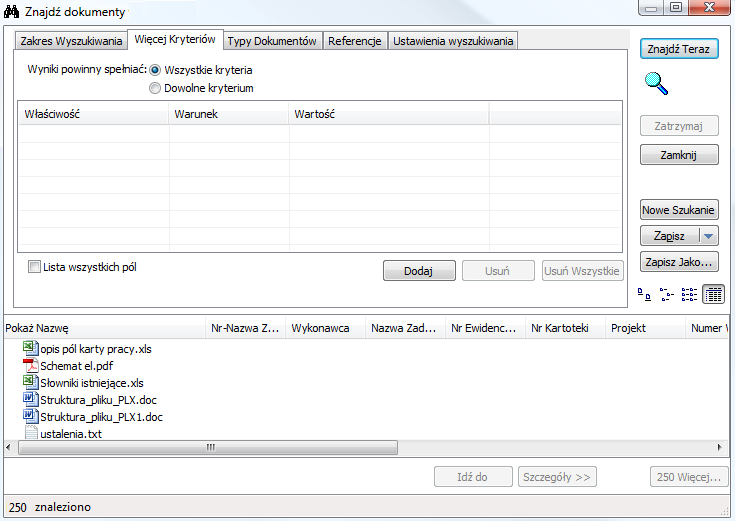 Znajdź dokumenty
Zakres Wyszukiwania Więcej Kryteriów Typy Dokumentów Referencje Ustawienia wyszukiwania
Wyniki powinny spełniać: Wszystkie kryteria
Dowolne kryterium
Właściwość Warunek Wartość
Lista wszystkich pól
Dodaj Usuń Usuń Wszystkie
Znajdź Teraz
Zatrzymaj
Zamknij
Nowe Szukanie
Zapisz
Zapisz Jako...
Pokaż Nazwę Nr-Nazwa Z... Wykonawca Nazwa Zad... Nr Ewidenc... Nr Kartoteki Projekt Numer
opis pól karty pracy.xls
Schemat el.pdf
Słowniki istniejące.xls
Struktura_pliku_PLX.doc
Struktura_pliku_PLX1.doc
ustalenia.txt
Idź do Szczegóły >> 250 Więcej...
250 znaleziono